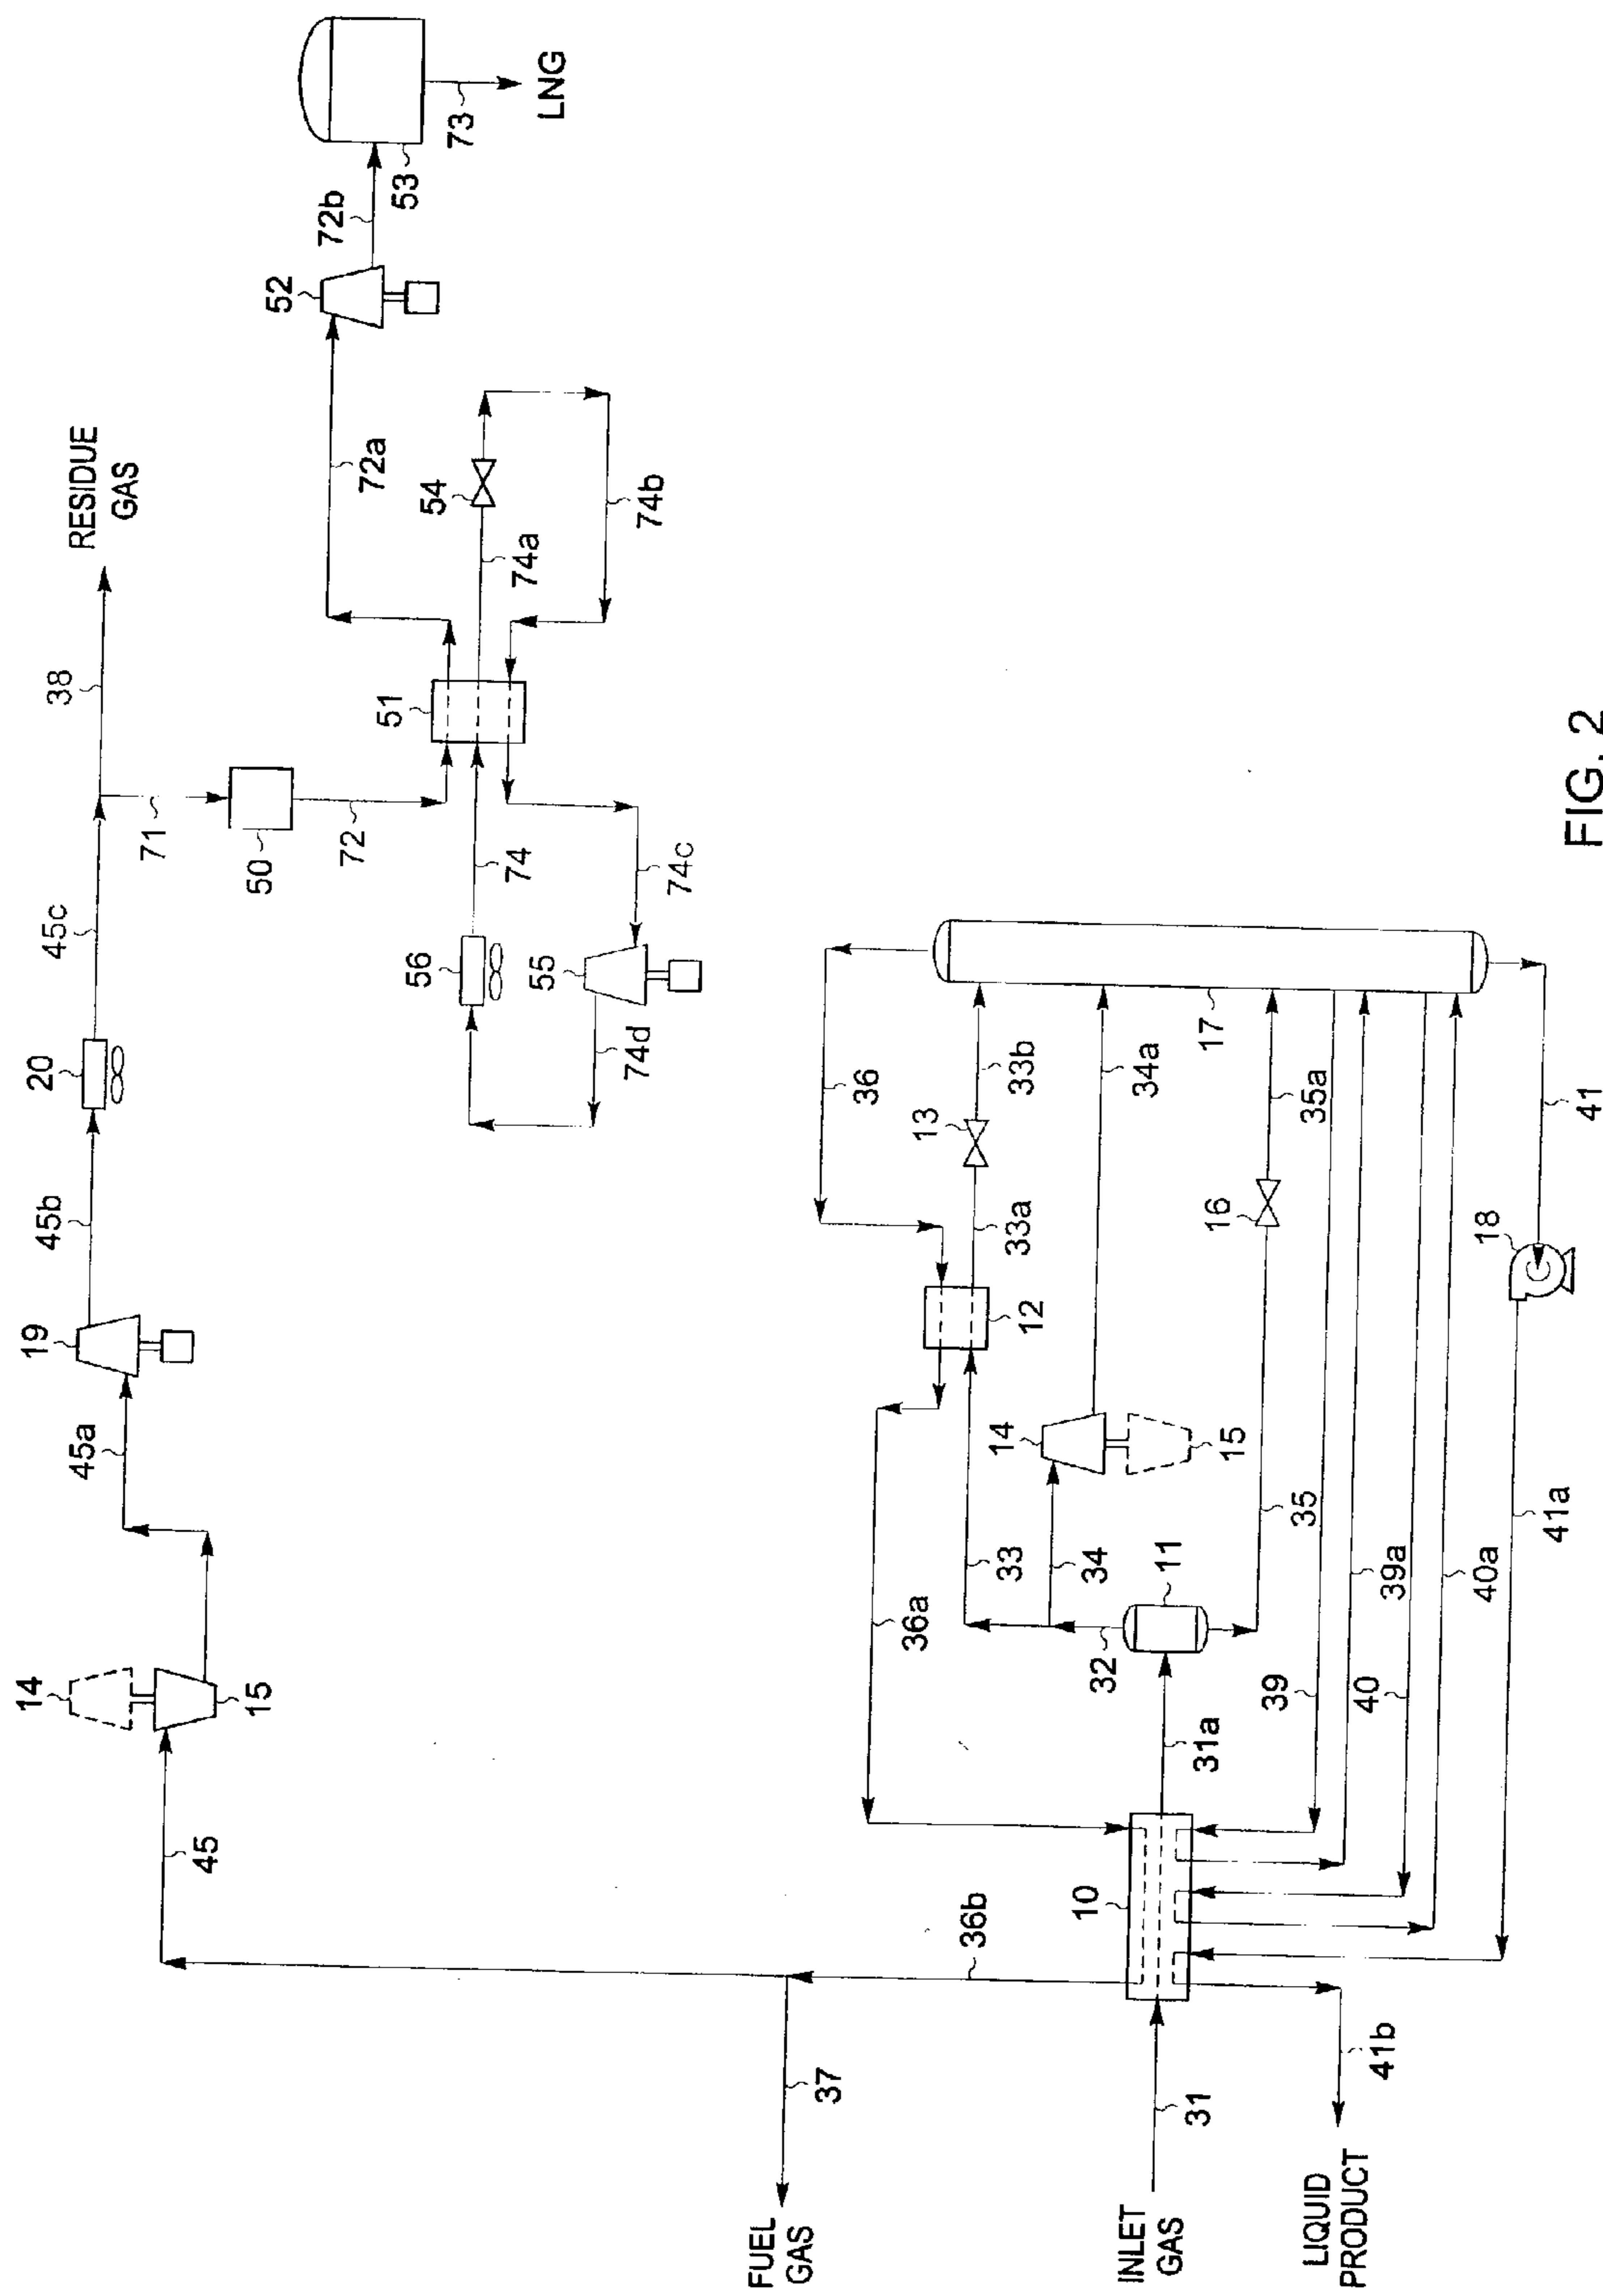 14
15
45
45a
19
45b
20
45c
38
RESIDUE
GAS
71
50
72
51
72a
52
72b
53
73
LNG
54
74a
74b
74
56
55
74c
74d
FUEL
GAS
37
36b
36a
36
12
13
33a
33b
33
34
34a
14
15
32
11
17
INLET
GAS
31
10
31a
35
16
35a
39
39a
40
40a
LIQUID
PRODUCT
41b
41a
18
41
FIG. 2